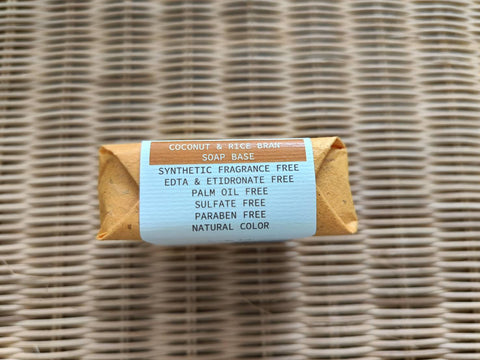 COCONUT & RICE BRAN
SOAP BASE
SYNTHETIC FRAGRANCE FREE
EDTA & ETIDRONATE FREE
PALM OIL FREE
SULFATE FREE
PARABEN FREE
NATURAL COLOR